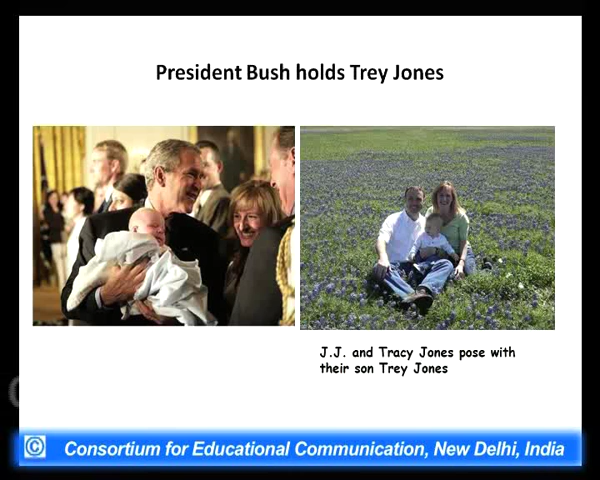 President Bush holds Trey Jones
J.J. and Tracy Jones pose with
their son Trey Jones
© Consortium for Educational Communication, New Delhi, India